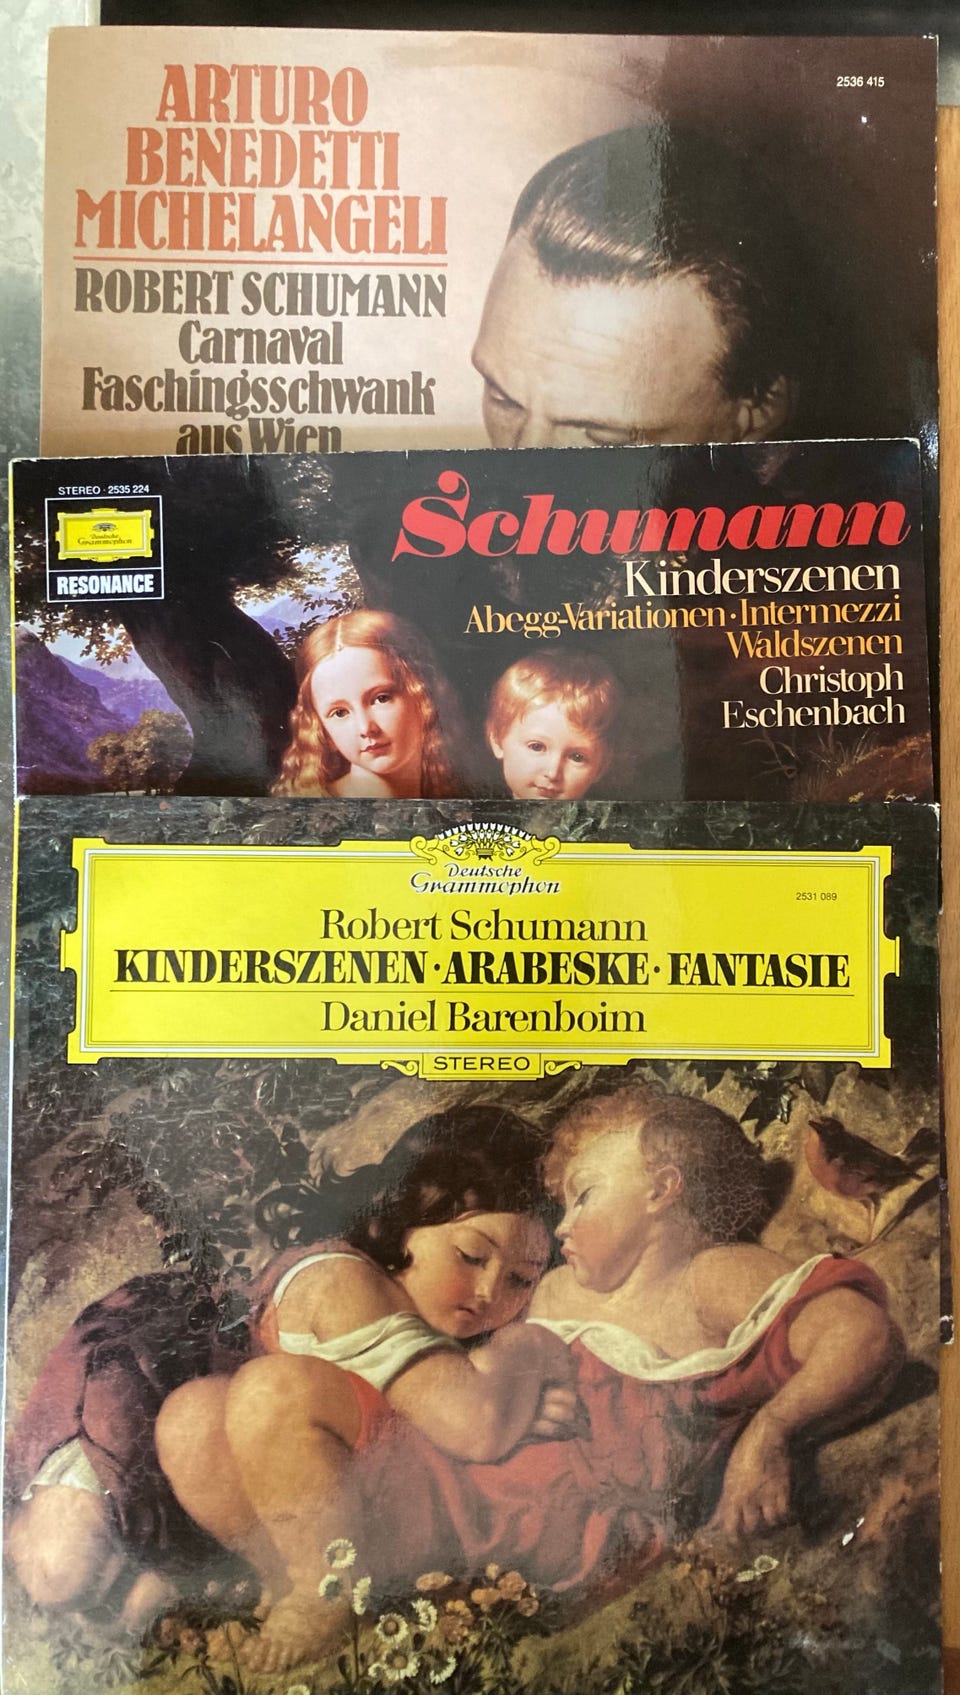 2536 415
ARTURO
BENEDETTI
MICHELANGELI
ROBERT SCHUMANN
Carnaval
Faschingsschwank
aus Wien
STEREO · 2535 224
Deutsche
Grammophon
RESONANCE
Schumann
Kinderszenen
Abegg-Variationen · Intermezzi
Waldszenen
Christoph
Eschenbach
Deutsche
Grammophon
2531 089
Robert Schumann
KINDERSZENEN · ARABESKE · FANTASIE
Daniel Barenboim
STEREO